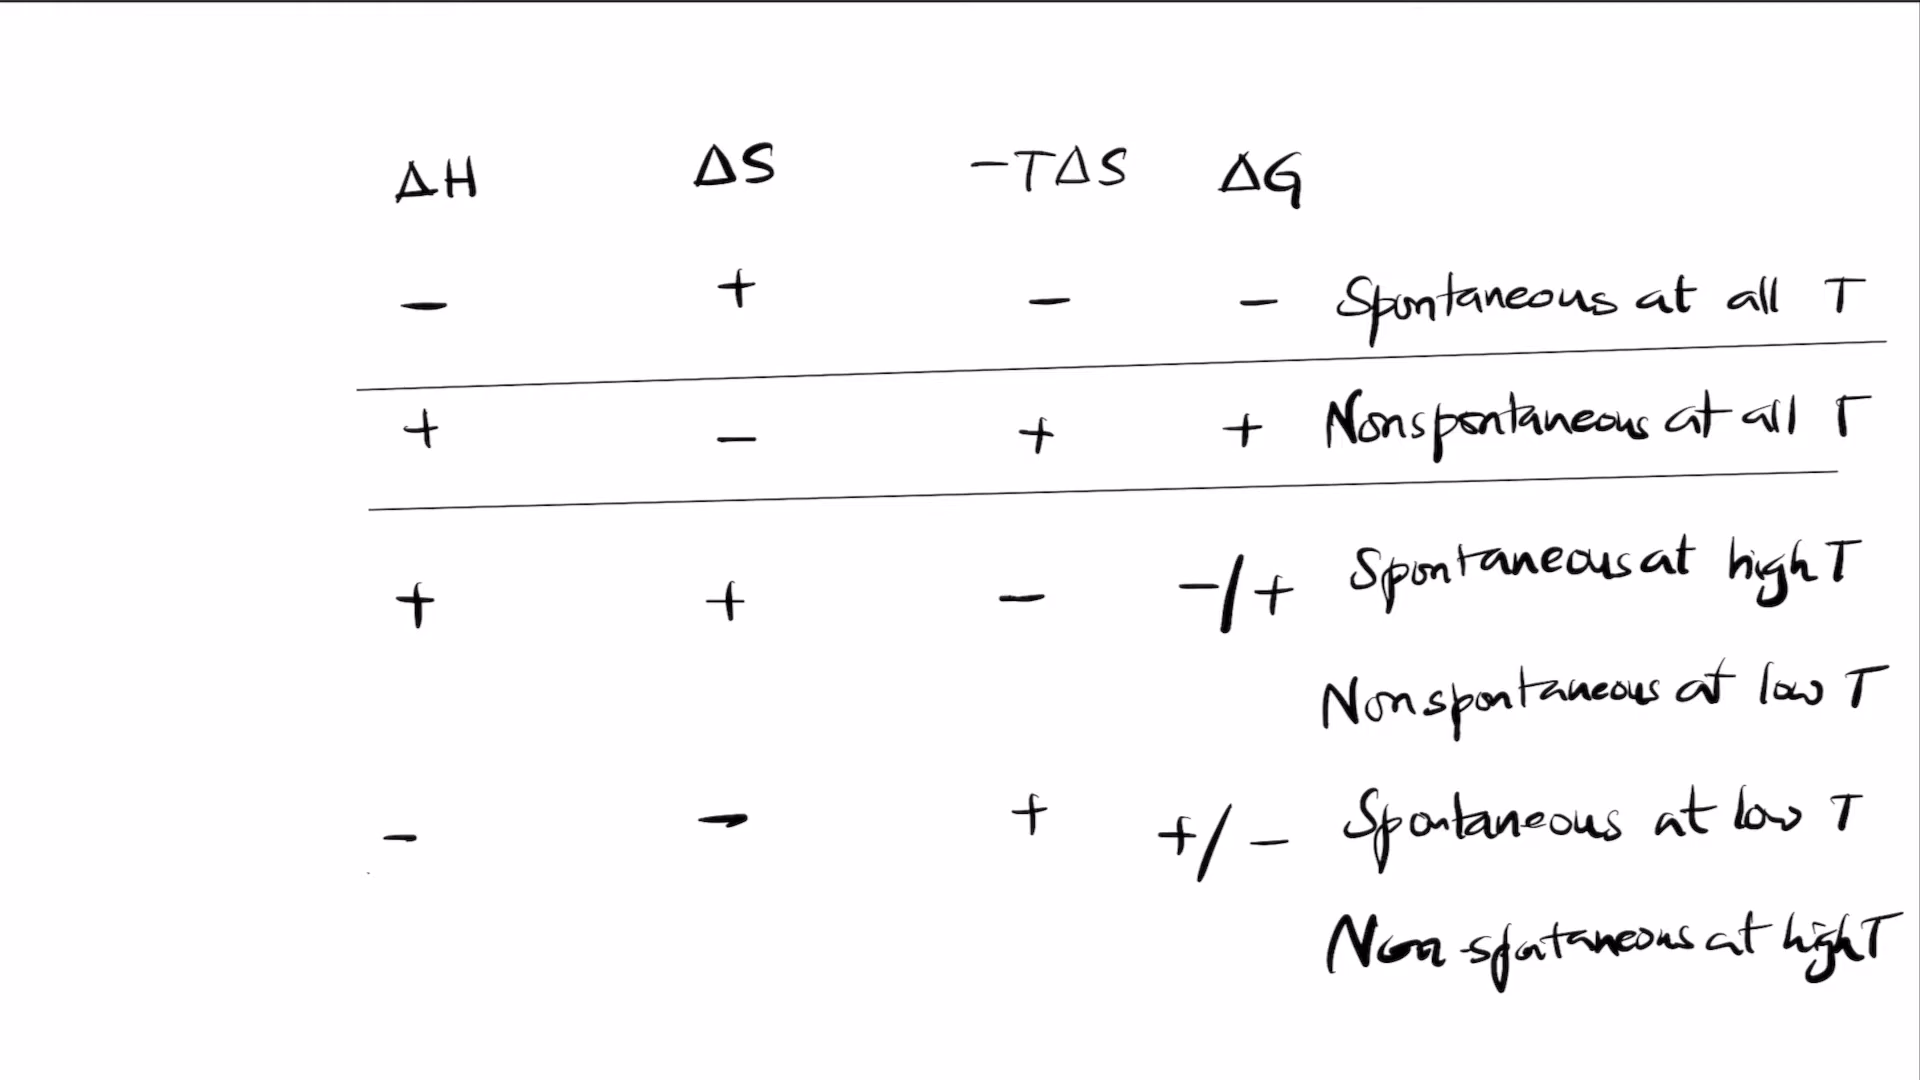 ΔH ΔS -TΔS ΔG
- + - - Spontaneous at all T
+ - + + Nonspontaneous at all T
+ + - -/+ Spontaneous at high T
Nonspontaneous at low T
- - + +/- Spontaneous at low T
Non spontaneous at high T